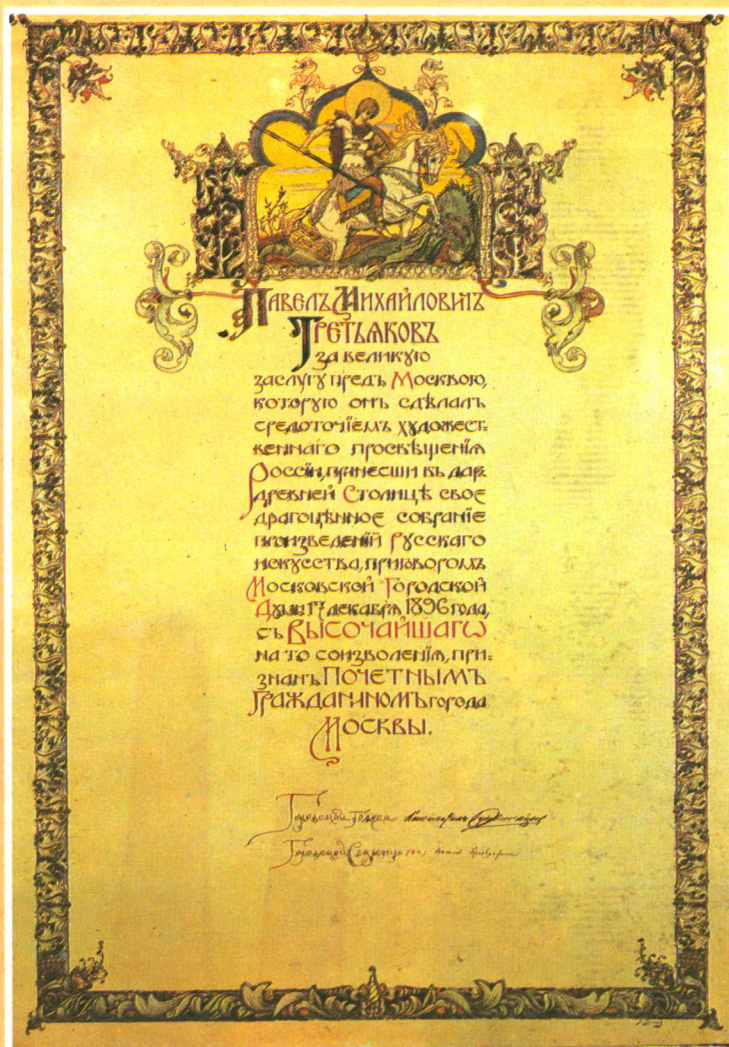 Павелъ Михайловичъ
Третьяковъ
за великую
заслугу предъ Москвою,
которую онъ сдѣлалъ
средоточіемъ художест-
веннаго просвѣщенія
Россіи, принесши въ даръ
древней Столицѣ свое
драгоцѣнное собраніе
произведеній Русскаго
искусства, приговоромъ
Московской Городской
Думы 17 декабря 1896 года,
съ Высочайшаго
на то соизволенія, при-
знанъ Почетнымъ
Гражданиномъ города
Москвы.
Городской Голова
Городской Секретарь